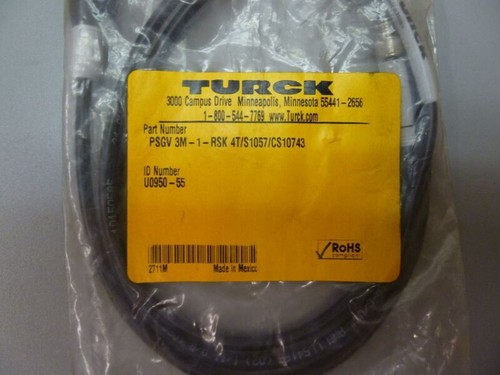 TURCK
3000 Campus Drive Minneapolis, Minnesota 55441-2656
1-800-544-7769 www.Turck.com
Part Number
PSGV 3M-1-RSK 4T/S1057/CS10743
ID Number
U0950-55
RoHS
compliant
2711M
Made in Mexico